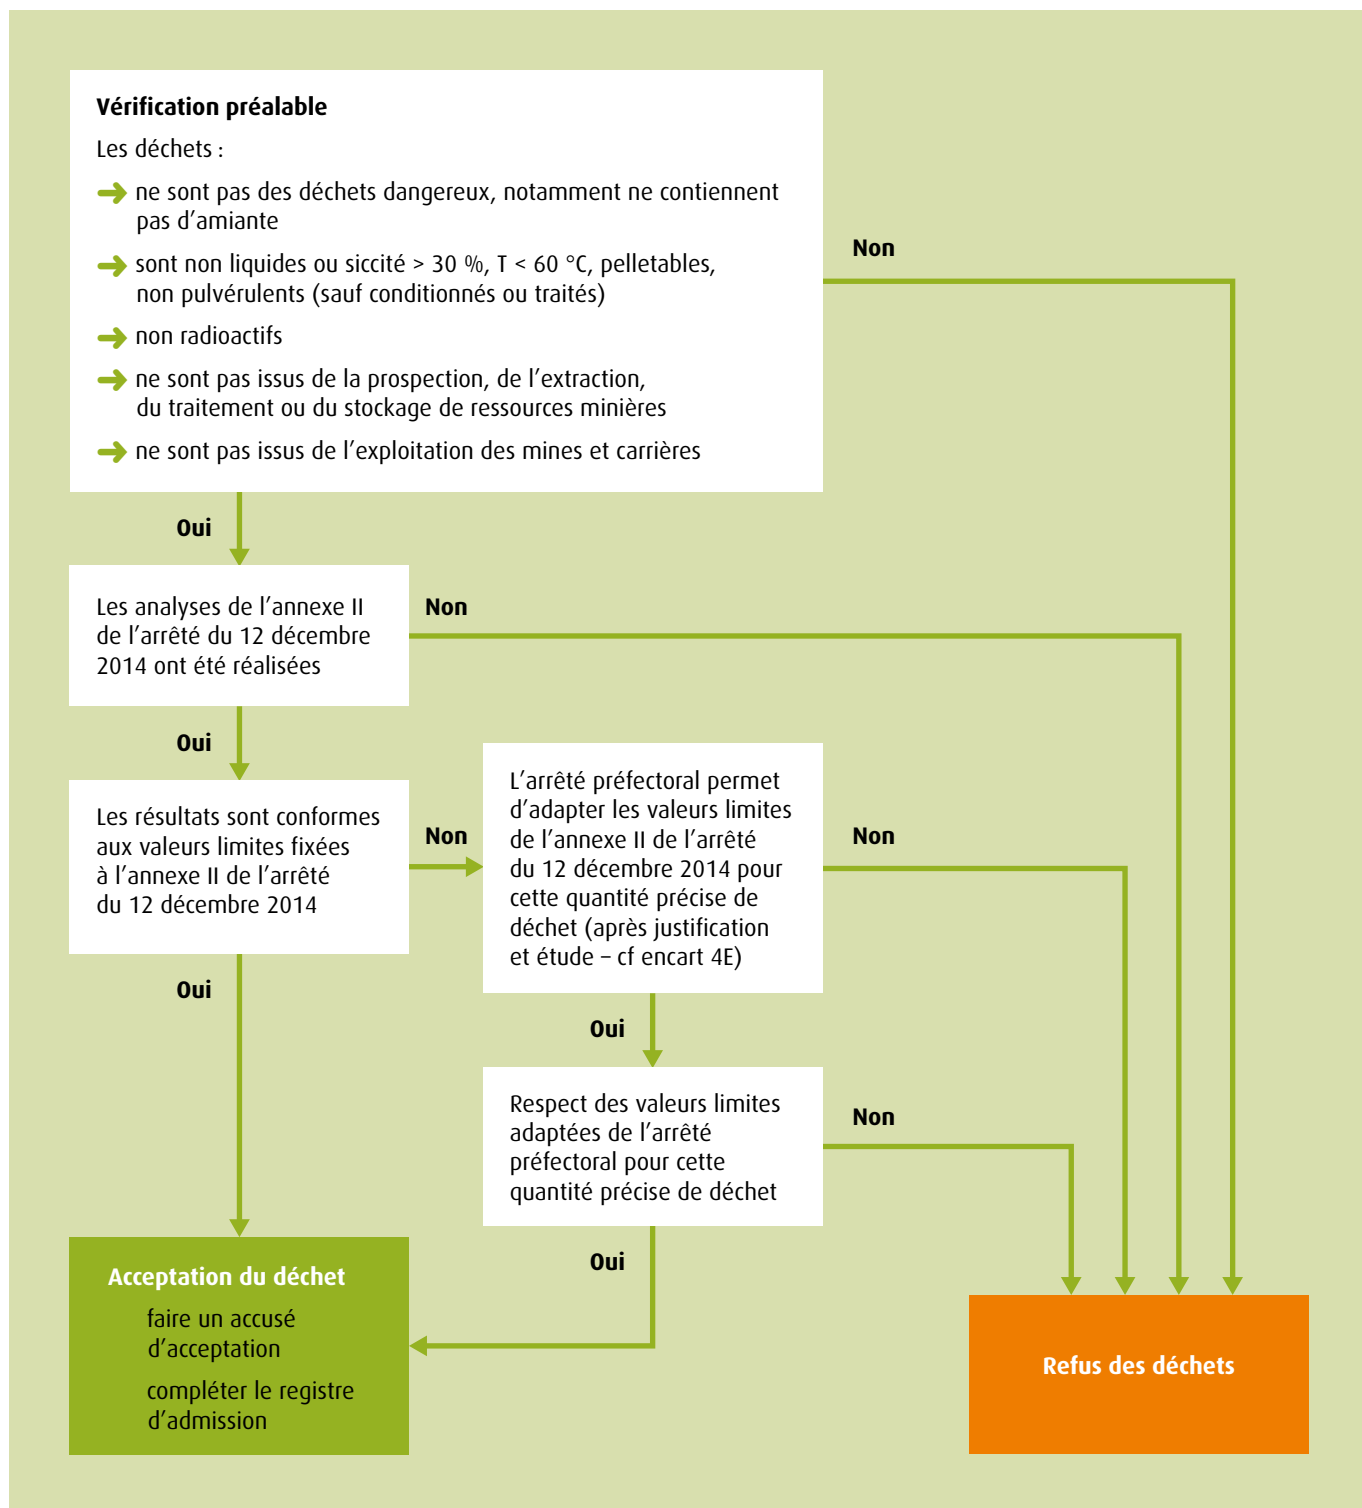 Vérification préalable
Les déchets :
ne sont pas des déchets dangereux, notamment ne contiennent
pas d'amiante
sont non liquides ou siccité > 30 %, T < 60 °C, pelletables,
non pulvérulents (sauf conditionnés ou traités)
non radioactifs
ne sont pas issus de la prospection, de l'extraction,
du traitement ou du stockage de ressources minières
ne sont pas issus de l'exploitation des mines et carrières
Non
Oui
Les analyses de l'annexe II
de l'arrêté du 12 décembre
2014 ont été réalisées
Non
Oui
Les résultats sont conformes
aux valeurs limites fixées
à l'annexe II de l'arrêté
du 12 décembre 2014
Non
L'arrêté préfectoral permet
d'adapter les valeurs limites
de l'annexe II de l'arrêté
du 12 décembre 2014 pour
cette quantité précise de
déchet (après justification
et étude – cf encart 4E)
Non
Oui
Oui
Respect des valeurs limites
adaptées de l'arrêté
préfectoral pour cette
quantité précise de déchet
Non
Oui
Acceptation du déchet
faire un accusé
d'acceptation
compléter le registre
d'admission
Refus des déchets